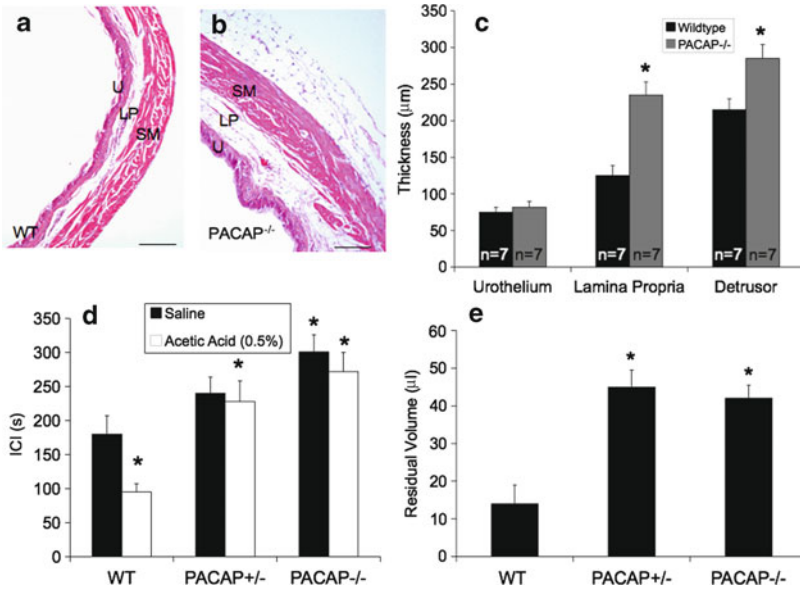 a
U
LP
SM
WT
b
SM
LP
U
PACAP-/-
c
Wildtype
PACAP-/-
Thickness (μm)
350
300
250
200
150
100
50
0
*
*
n=7 n=7 n=7 n=7 n=7 n=7
Urothelium Lamina Propria Detrusor
d
Saline
Acetic Acid (0.5%)
ICI (s)
350
300
250
200
150
100
50
0
*
*
*
*
WT PACAP+/- PACAP-/-
e
Residual Volume (μl)
60
50
40
30
20
10
0
*
*
WT PACAP+/- PACAP-/-